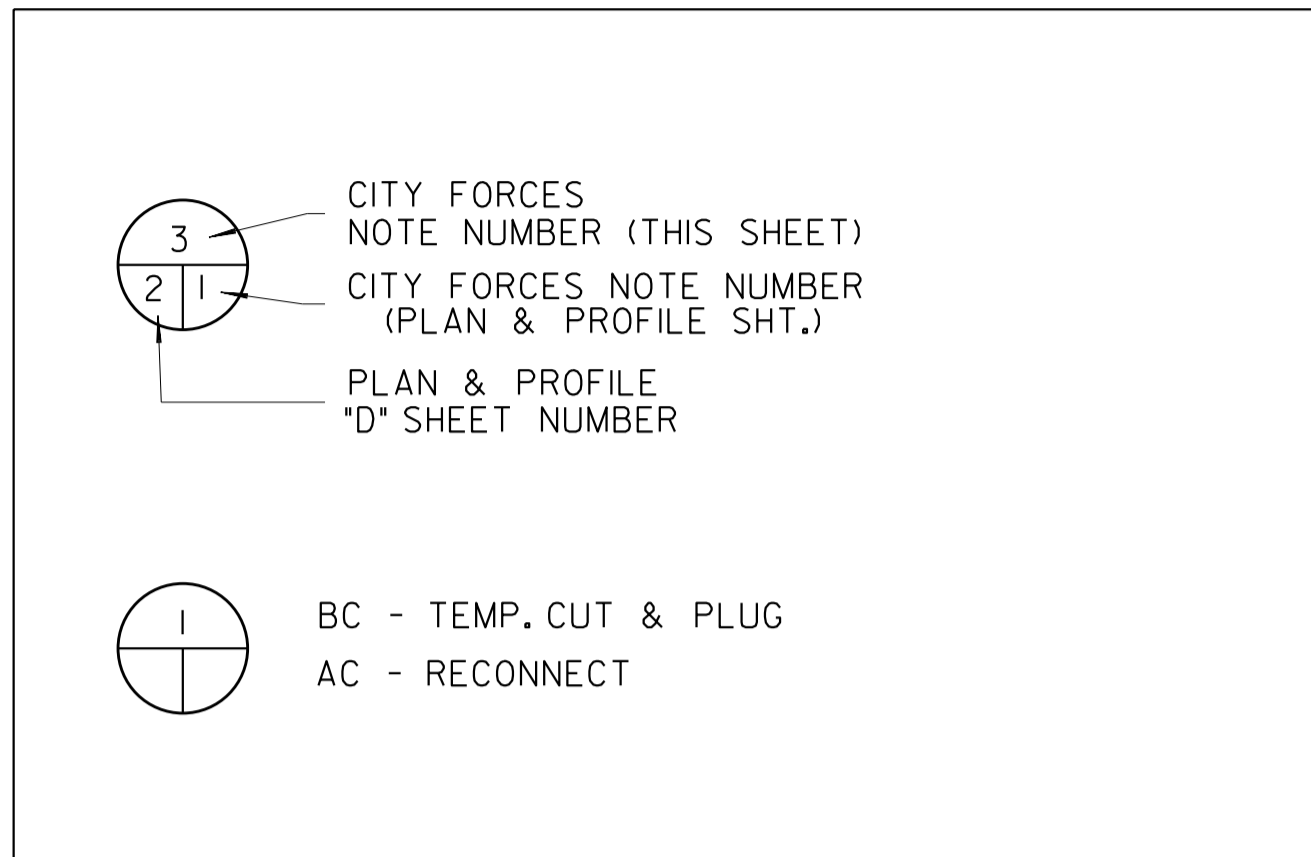 CITY FORCES
NOTE NUMBER (THIS SHEET)
3
2 1
CITY FORCES NOTE NUMBER
(PLAN & PROFILE SHT.)
PLAN & PROFILE
"D" SHEET NUMBER
1
BC - TEMP. CUT & PLUG
AC - RECONNECT